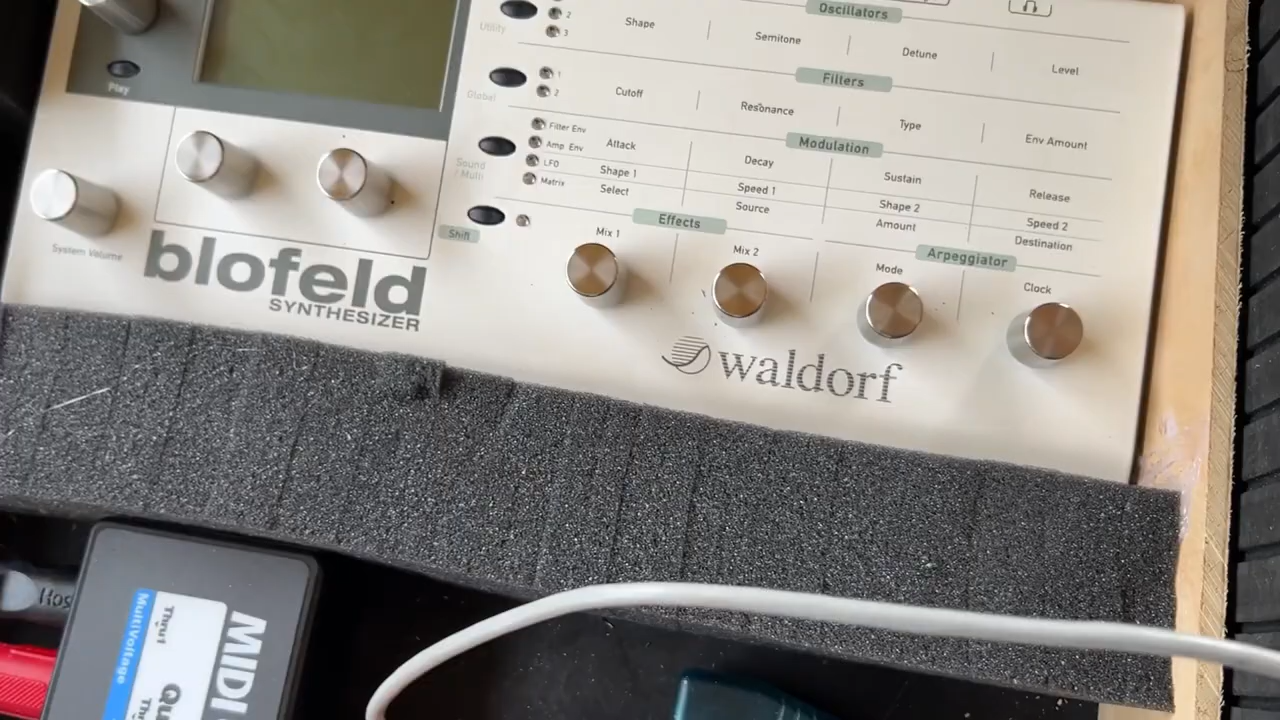 Oscillators
Utility
2
3
Shape
Semitone
Detune
Level
Filters
Play
Global
1
2
Cutoff
Resonance
Type
Env Amount
Modulation
Filter Env
Amp Env
LFO
Matrix
Sound
/ Multi
Attack
Decay
Sustain
Release
Shape 1
Speed 1
Shape 2
Speed 2
Select
Source
Amount
Destination
Shift
Effects
Arpeggiator
Mix 1
Mix 2
Mode
Clock
System Volume
blofeld
SYNTHESIZER
waldorf
Hos
MultiVoltage
Thru1
MIDI
Qu